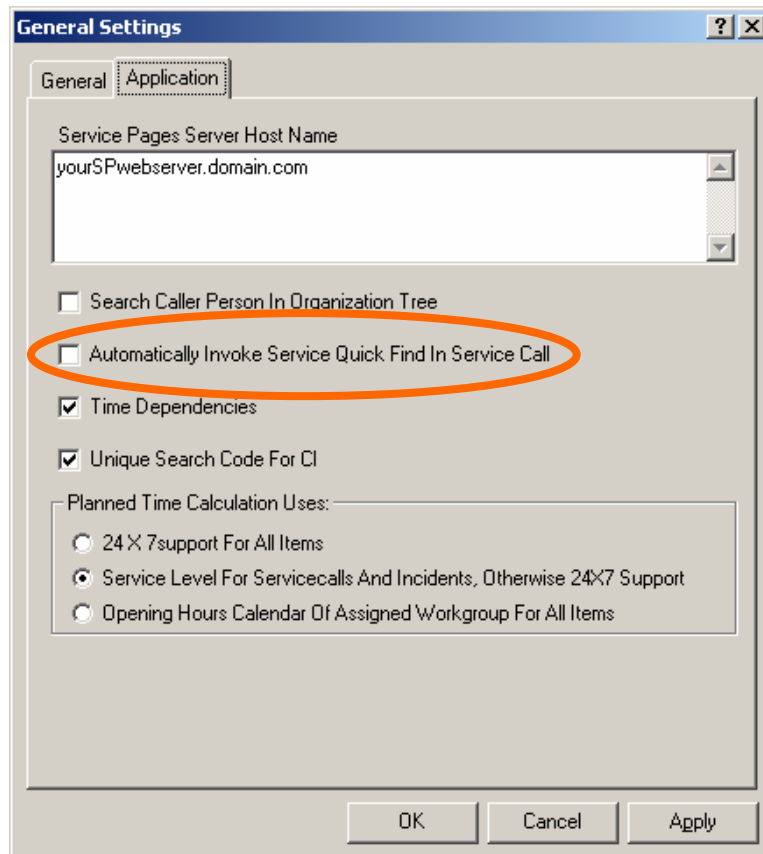 General Settings
General
Application
Service Pages Server Host Name
yourSPwebserver.domain.com
Search Caller Person In Organization Tree
Automatically Invoke Service Quick Find In Service Call
Time Dependencies
Unique Search Code For CI
Planned Time Calculation Uses:
24 X 7support For All Items
Service Level For Servicecalls And Incidents, Otherwise 24X7 Support
Opening Hours Calendar Of Assigned Workgroup For All Items
OK
Cancel
Apply